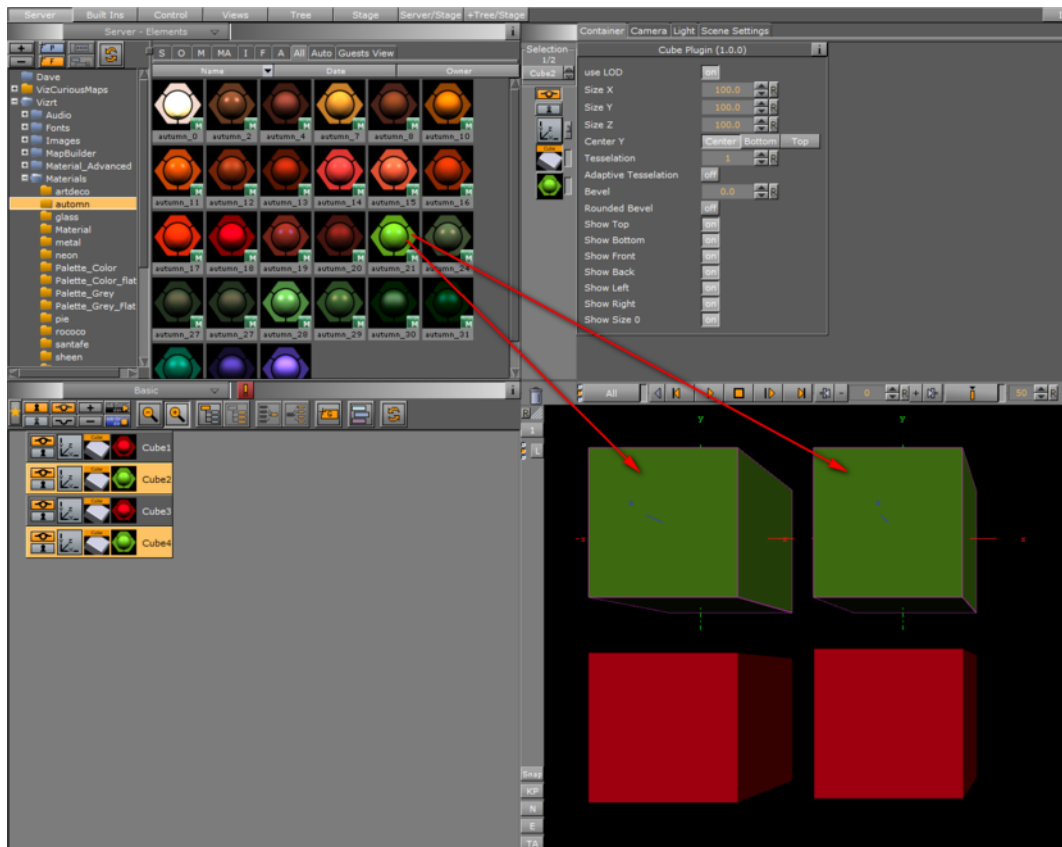 Server Built Ins Control Views Tree Stage Server/Stage +Tree/Stage
Server - Elements
i
P
F
S O M MA I F A All Auto Guests View
Name Date Owner
Dave
VizCuriousMaps
Vizrt
Audio
Fonts
Images
MapBuilder
Material_Advanced
Materials
artdeco
automn
glass
Material
metal
neon
Palette_Color
Palette_Color_flat
Palette_Grey
Palette_Grey_Flat
pie
rococo
santafe
sheen
M M M M M M
autumn_0 autumn_2 autumn_4 autumn_7 autumn_8 autumn_10
M M M M M M
autumn_11 autumn_12 autumn_13 autumn_14 autumn_15 autumn_16
M M M M M M
autumn_17 autumn_18 autumn_19 autumn_20 autumn_21 autumn_24
M M M M M M
autumn_27 autumn_27 autumn_28 autumn_29 autumn_30 autumn_31
Selection
1/2
Cube2
Cube
Container Camera Light Scene Settings
Cube Plugin (1.0.0) i
use LOD on
Size X 100.0 R
Size Y 100.0 R
Size Z 100.0 R
Center Y Center Bottom Top
Tesselation 1 R
Adaptive Tesselation off
Bevel 0.0 R
Rounded Bevel off
Show Top on
Show Bottom on
Show Front on
Show Back on
Show Left on
Show Right on
Show Size 0 on
Basic ! i
Cube Cube1
Cube Cube2
Cube Cube3
Cube Cube4
All - 0 R + 50 R
R
1
L
Y Y
-x -x x
Y Y
Snap
KP
N
E
TA